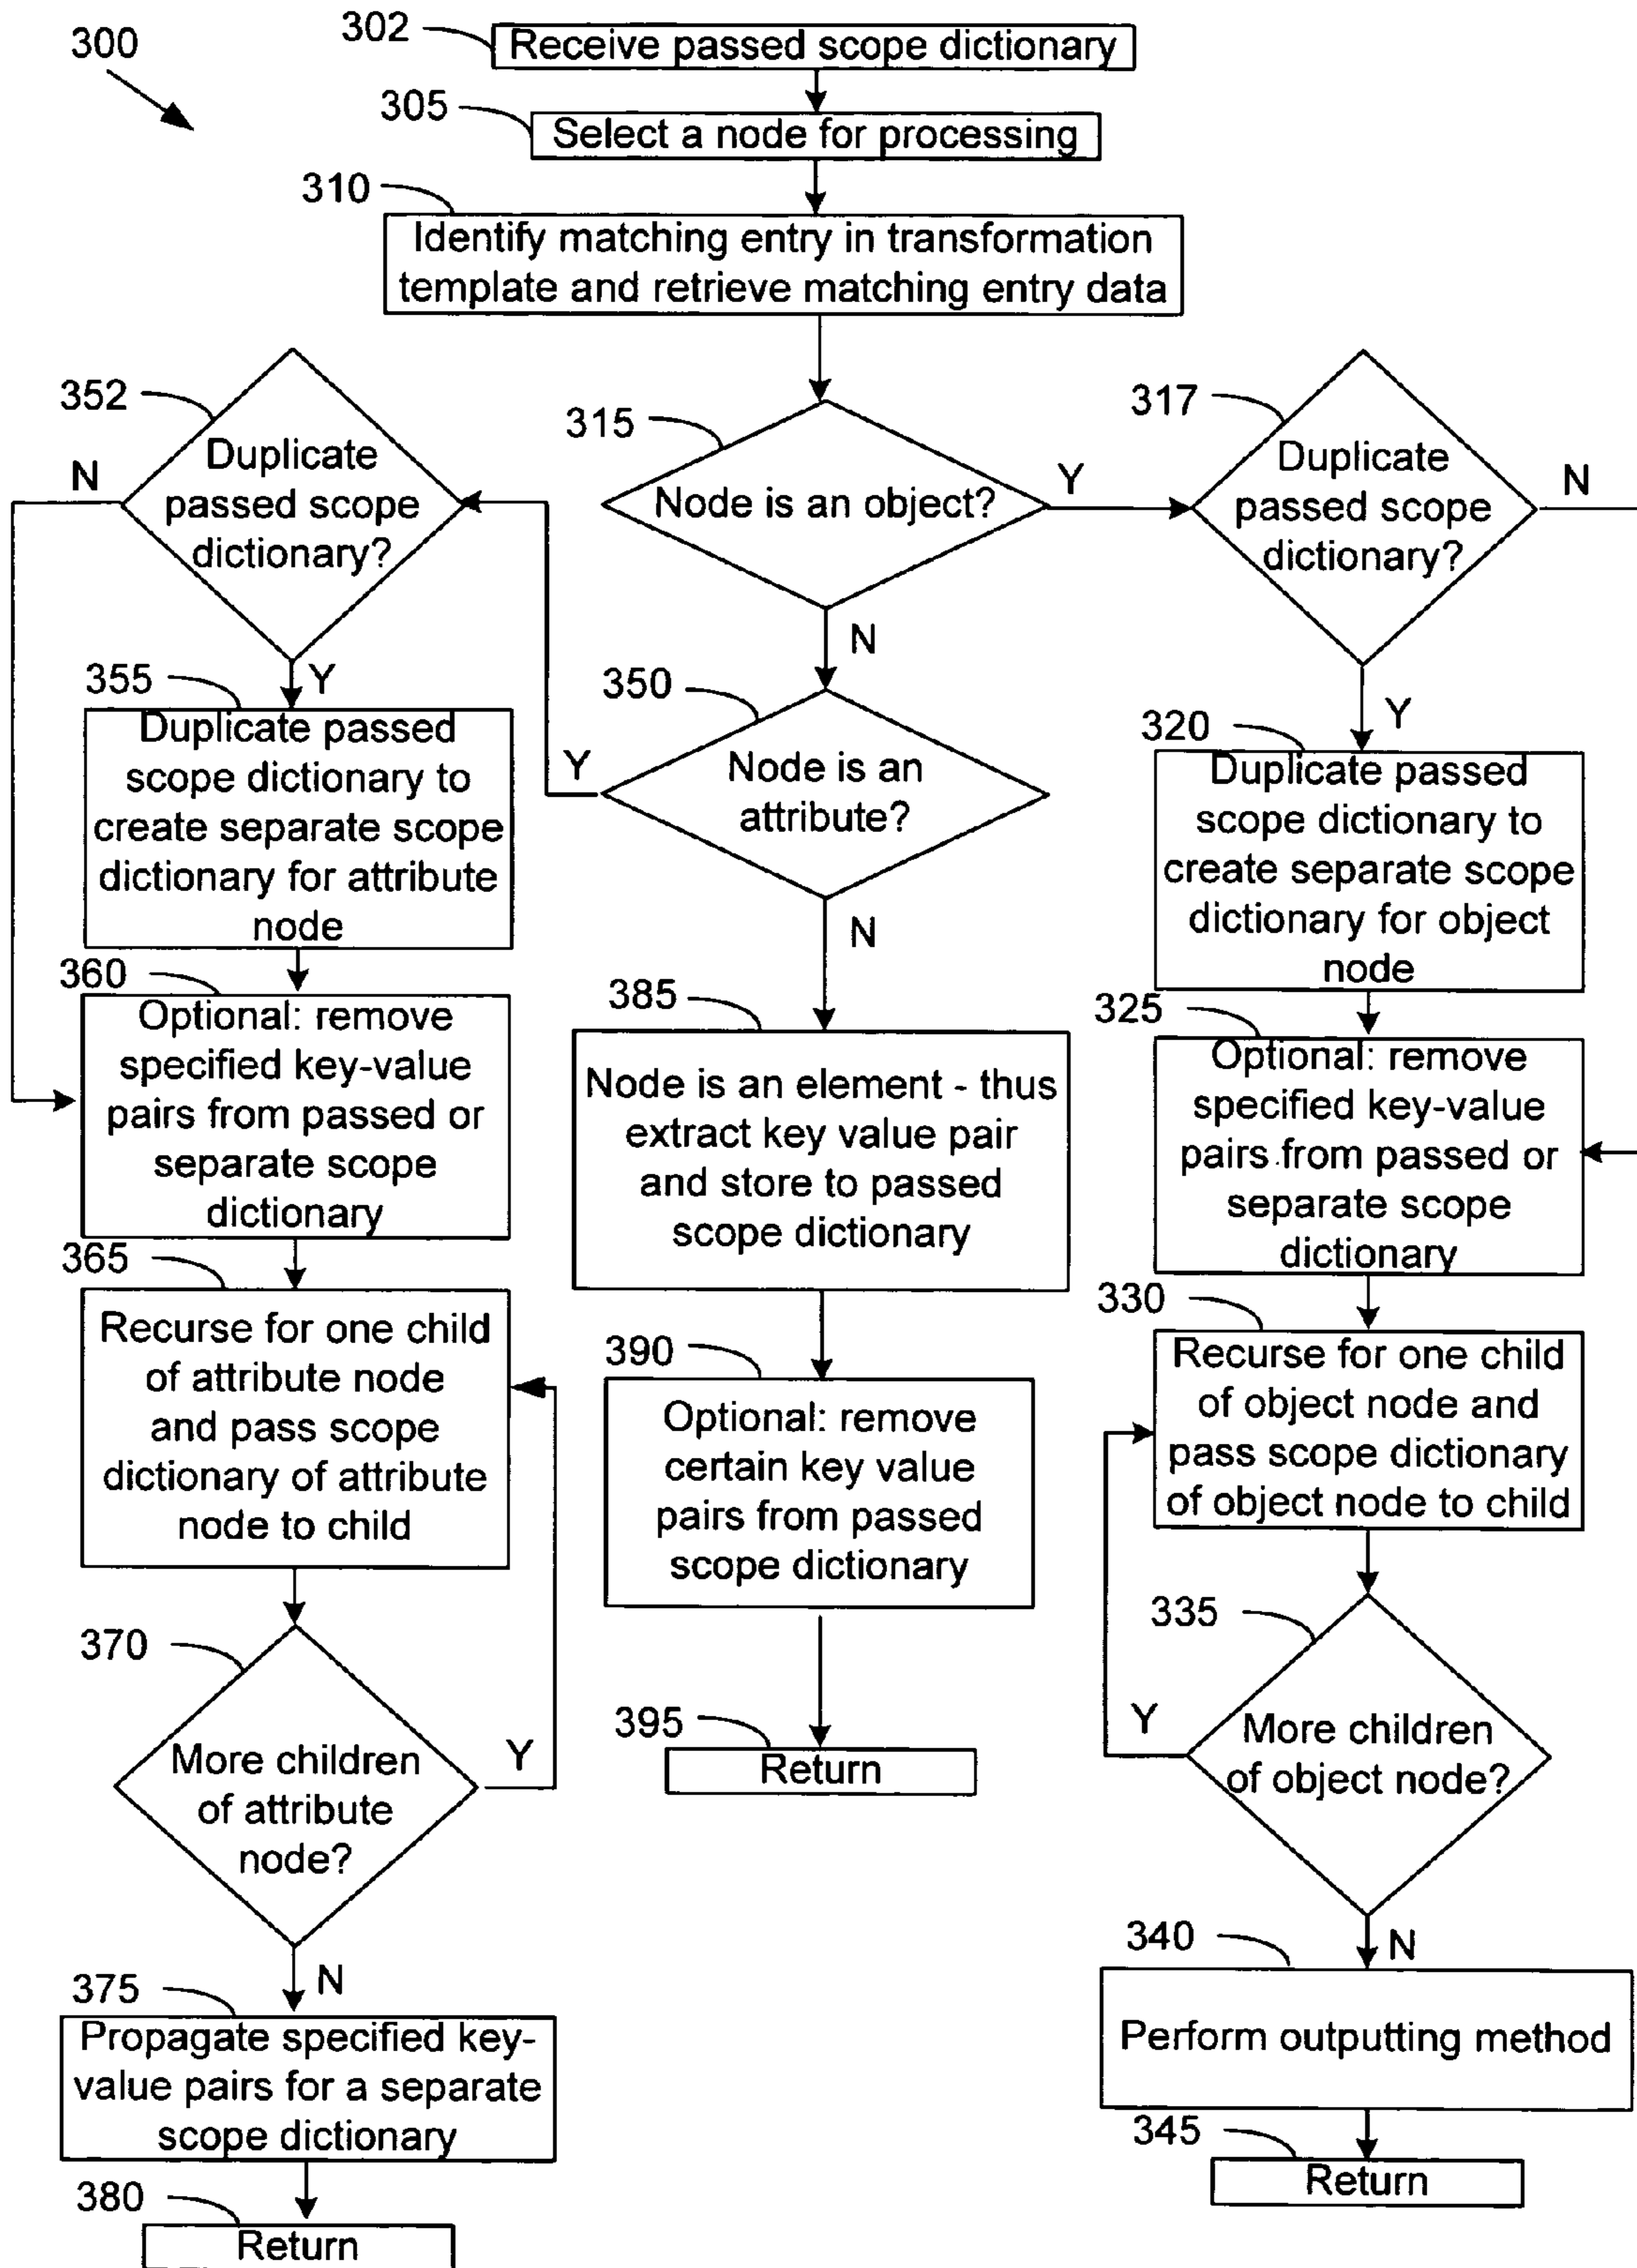 300
302
Receive passed scope dictionary
305
Select a node for processing
310
Identify matching entry in transformation
template and retrieve matching entry data
315
Node is an object?
Y
N
317
Duplicate
passed scope
dictionary?
N
Y
320
Duplicate passed
scope dictionary to
create separate scope
dictionary for object
node
325
Optional: remove
specified key-value
pairs from passed or
separate scope
dictionary
330
Recurse for one child
of object node and
pass scope dictionary
of object node to child
335
More children
of object node?
Y
N
340
Perform outputting method
345
Return
350
Node is an
attribute?
Y
N
352
Duplicate
passed scope
dictionary?
N
Y
355
Duplicate passed
scope dictionary to
create separate scope
dictionary for attribute
node
360
Optional: remove
specified key-value
pairs from passed or
separate scope
dictionary
365
Recurse for one child
of attribute node
and pass scope
dictionary of attribute
node to child
370
More children
of attribute
node?
Y
N
375
Propagate specified key-
value pairs for a separate
scope dictionary
380
Return
385
Node is an element - thus
extract key value pair
and store to passed
scope dictionary
390
Optional: remove
certain key value
pairs from passed
scope dictionary
395
Return